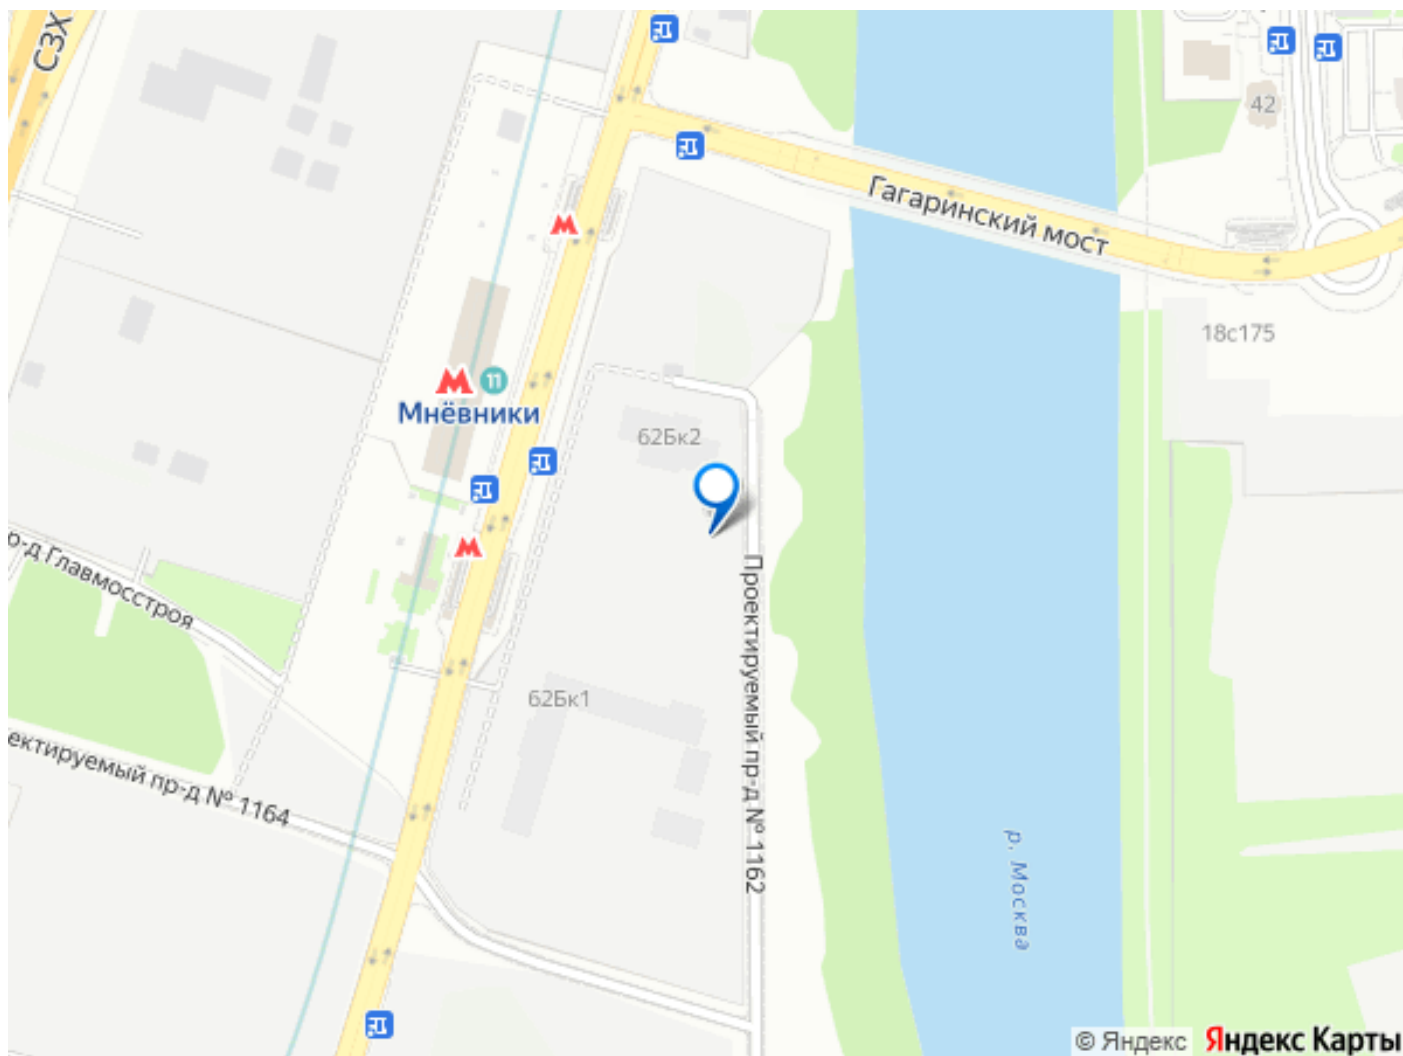 СЗХ
42
Гагаринский мост
18с175
11
Мнёвники
62Бк2
р-д Главмосстроя
Проектируемый пр-д № 1162
62Бк1
ектируемый пр-д № 1164
р. Москва
© Яндекс Яндекс Карты